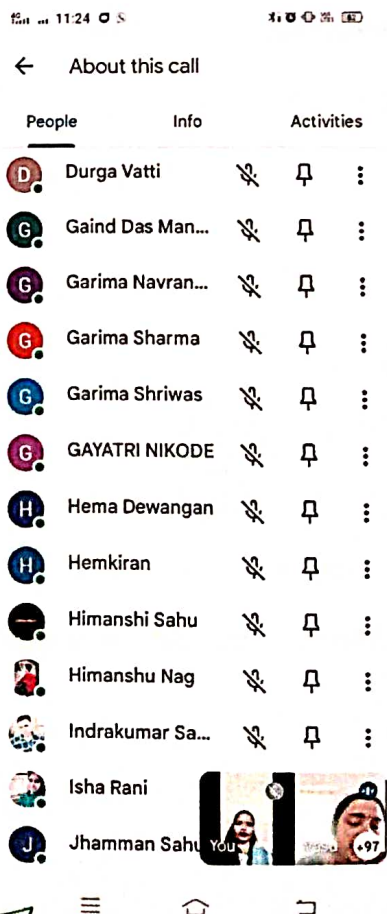 11:24
About this call
People Info Activities
D Durga Vatti
G Gaind Das Man...
G Garima Navran...
G Garima Sharma
G Garima Shriwas
G GAYATRI NIKODE
H Hema Dewangan
H Hemkiran
Himanshi Sahu
Himanshu Nag
Indrakumar Sa...
Isha Rani
J Jhamman Sahu
You +97